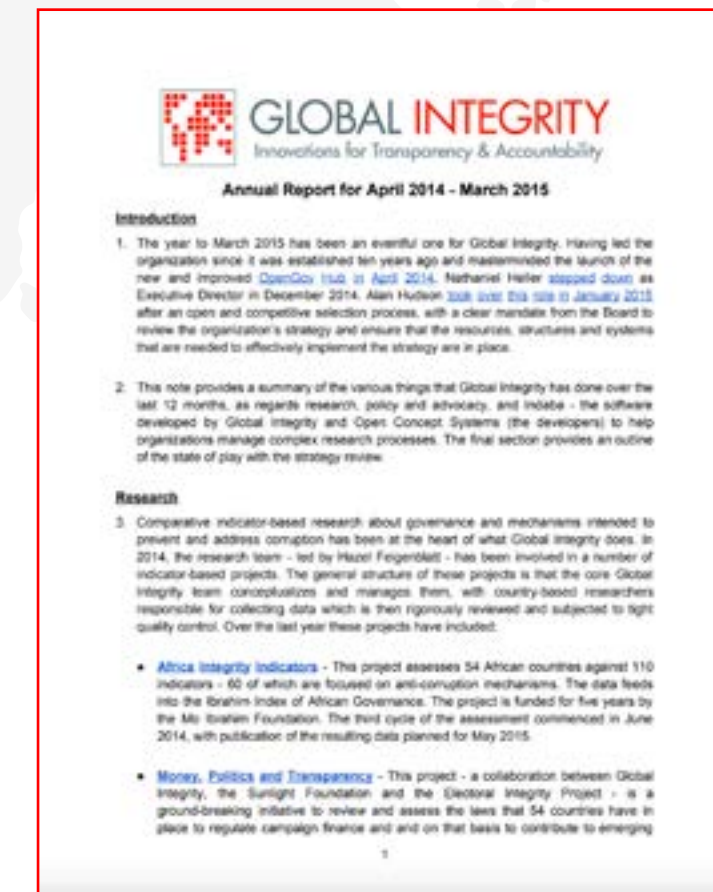 GLOBAL INTEGRITY
Innovations for Transparency & Accountability
Annual Report for April 2014 - March 2015
Introduction
1. The year to March 2015 has been an eventful one for Global Integrity. Having led the
organization since it was established ten years ago and masterminded the launch of the
new and improved OpenGov Hub in April 2014, Nathaniel Heller stepped down as
Executive Director in December 2014. Alan Hudson took over this role in January 2015
after an open and competitive selection process, with a clear mandate from the Board to
review the organization's strategy and ensure that the resources, structures and systems
that are needed to effectively implement the strategy are in place.
2. This note provides a summary of the various things that Global Integrity has done over the
last 12 months, as regards research, policy and advocacy, and Indaba - the software
developed by Global Integrity and Open Concept Systems (the developers) to help
organizations manage complex research processes. The final section provides an outline
of the state of play with the strategy review.
Research
3. Comparative indicator-based research about governance and mechanisms intended to
prevent and address corruption has been at the heart of what Global Integrity does. In
2014, the research team - led by Hazel Feigenblatt - has been involved in a number of
indicator-based projects. The general structure of these projects is that the core Global
Integrity team conceptualizes and manages them, with country-based researchers
responsible for collecting data which is then rigorously reviewed and subjected to tight
quality control. Over the last year these projects have included:
• Africa Integrity Indicators - This project assesses 54 African countries against 110
indicators - 60 of which are focused on anti-corruption mechanisms. The data feeds
into the Ibrahim Index of African Governance. The project is funded for five years by
the Mo Ibrahim Foundation. The third cycle of the assessment commenced in June
2014, with publication of the resulting data planned for May 2015.
• Money, Politics and Transparency - This project - a collaboration between Global
Integrity, the Sunlight Foundation and the Electoral Integrity Project - is a
ground-breaking initiative to review and assess the laws that 54 countries have in
place to regulate campaign finance and and on that basis to contribute to emerging
1